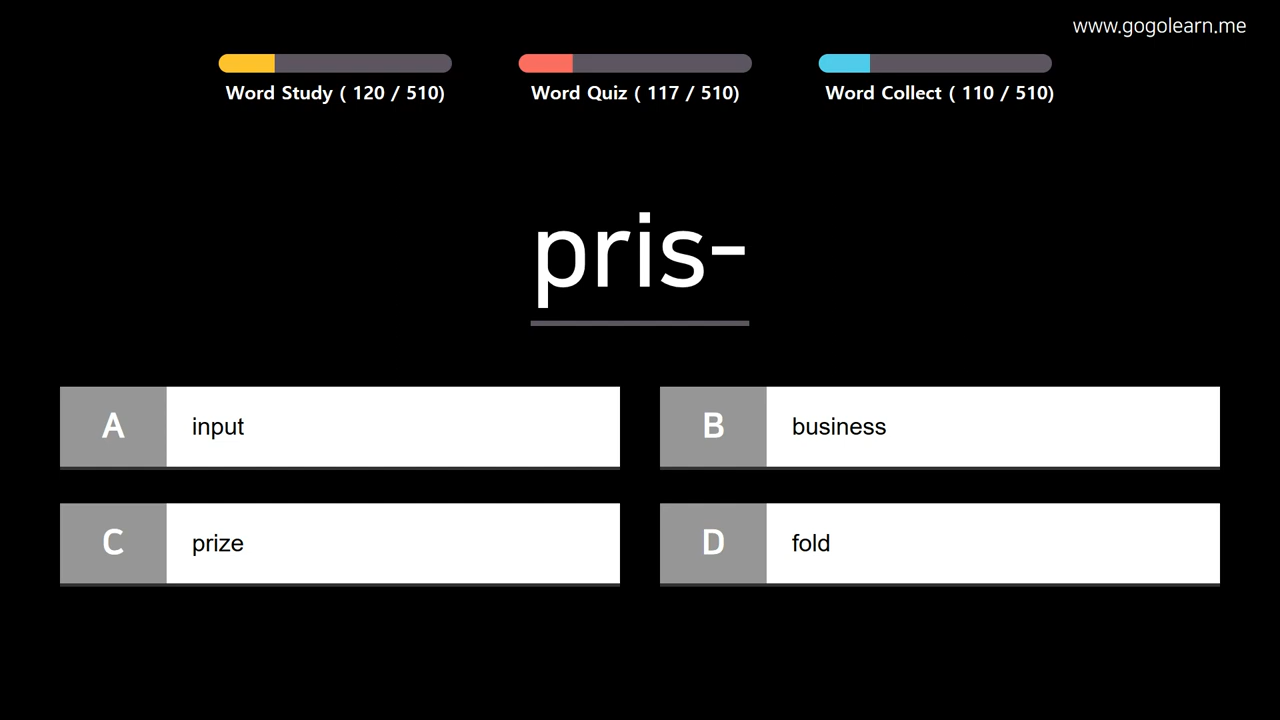 www.gogolearn.me
Word Study ( 120 / 510)
Word Quiz ( 117 / 510)
Word Collect ( 110 / 510)
pris-
A input
B business
C prize
D fold